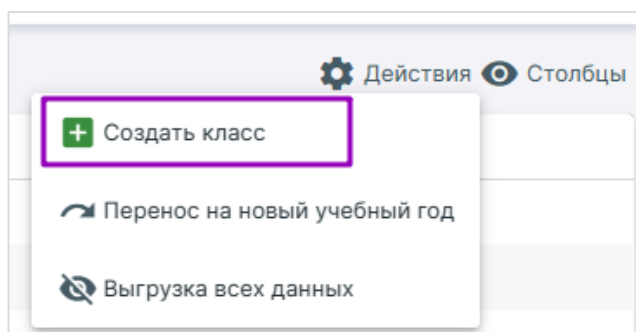 Действия Столбцы
Создать класс
Перенос на новый учебный год
Выгрузка всех данных